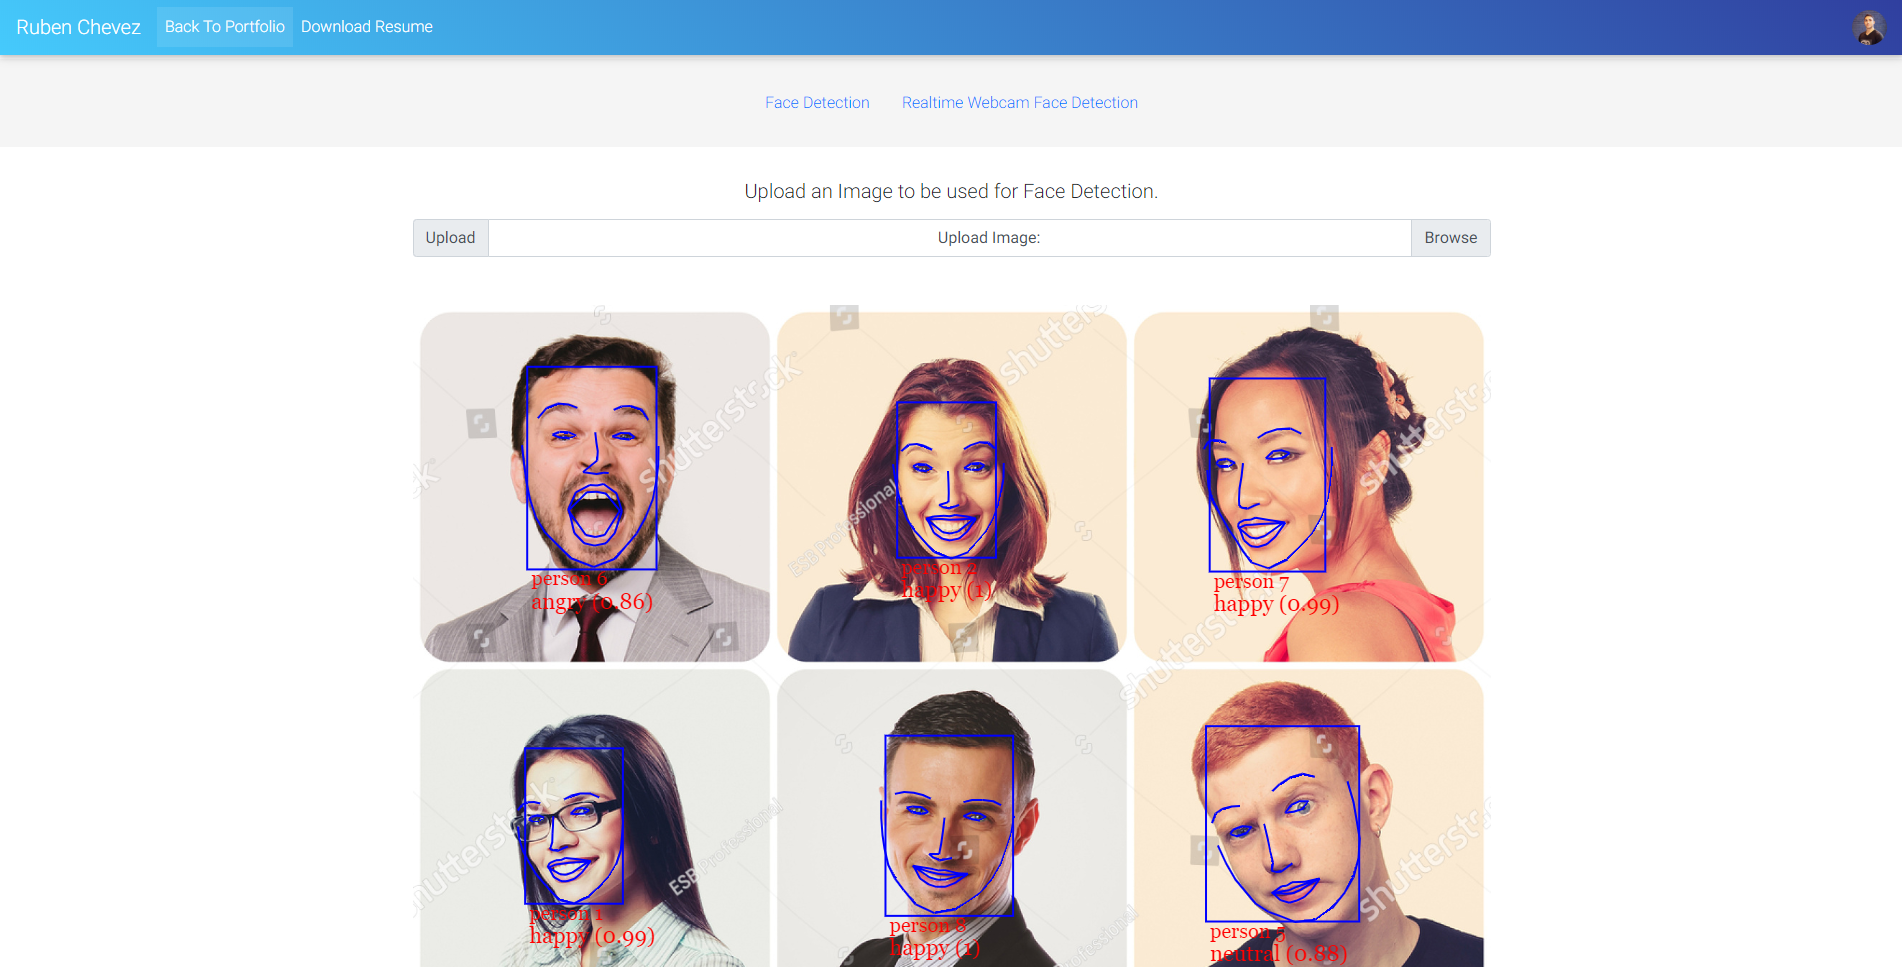 Ruben Chevez Back To Portfolio Download Resume
Face Detection Realtime Webcam Face Detection
Upload an Image to be used for Face Detection.
Upload Upload Image: Browse
shutterstock
shutterstock
shutterstock
ESB Professional
person 6
angry (0.86)
person 2
happy (1)
person 7
happy (0.99)
shutterstock
shutterstock
ESB Professional
shutterstock
person 1
happy (0.99)
person 8
happy (1)
person 5
neutral (0.88)